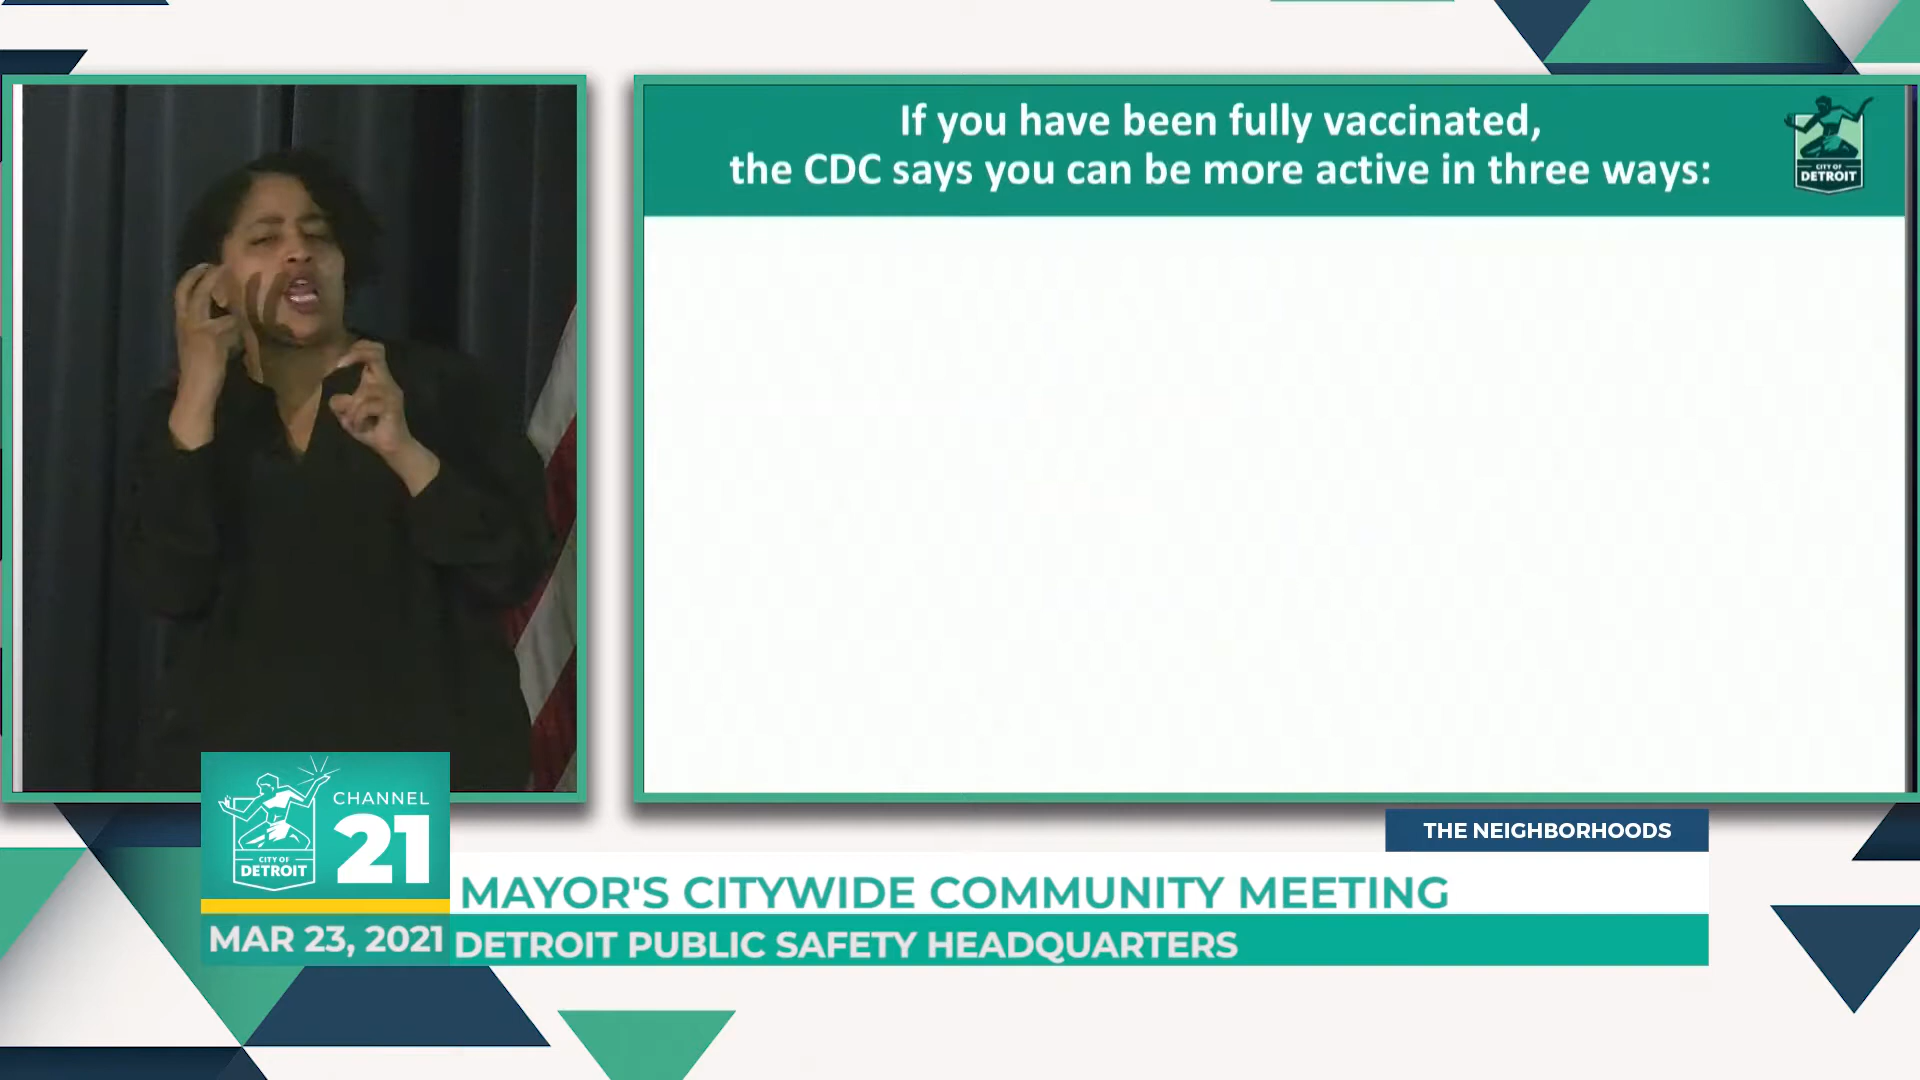 If you have been fully vaccinated,
the CDC says you can be more active in three ways:
CITY OF
DETROIT
CHANNEL
21
CITY OF
DETROIT
THE NEIGHBORHOODS
MAYOR'S CITYWIDE COMMUNITY MEETING
MAR 23, 2021
DETROIT PUBLIC SAFETY HEADQUARTERS